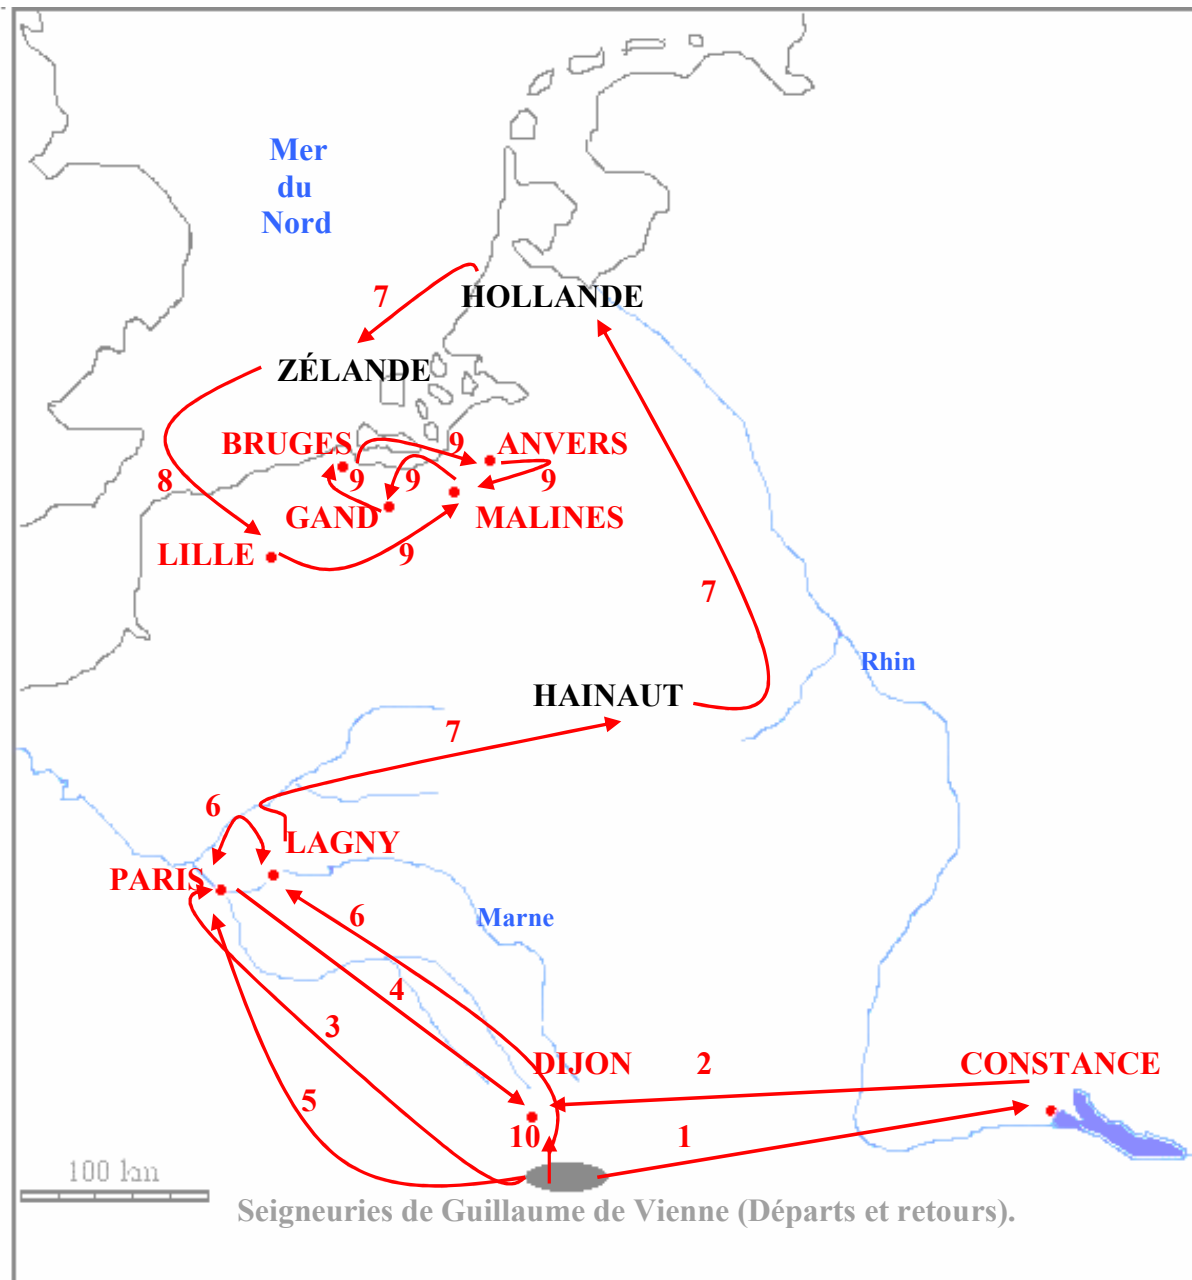 Mer
du
Nord
7
HOLLANDE
ZÉLANDE
BRUGES
9
ANVERS
9
9
9
8
GAND
MALINES
LILLE
9
7
Rhin
HAINAUT
7
6
LAGNY
PARIS
6
Marne
4
3
DIJON
2
CONSTANCE
5
10
1
100 km
Seigneuries de Guillaume de Vienne (Départs et retours).